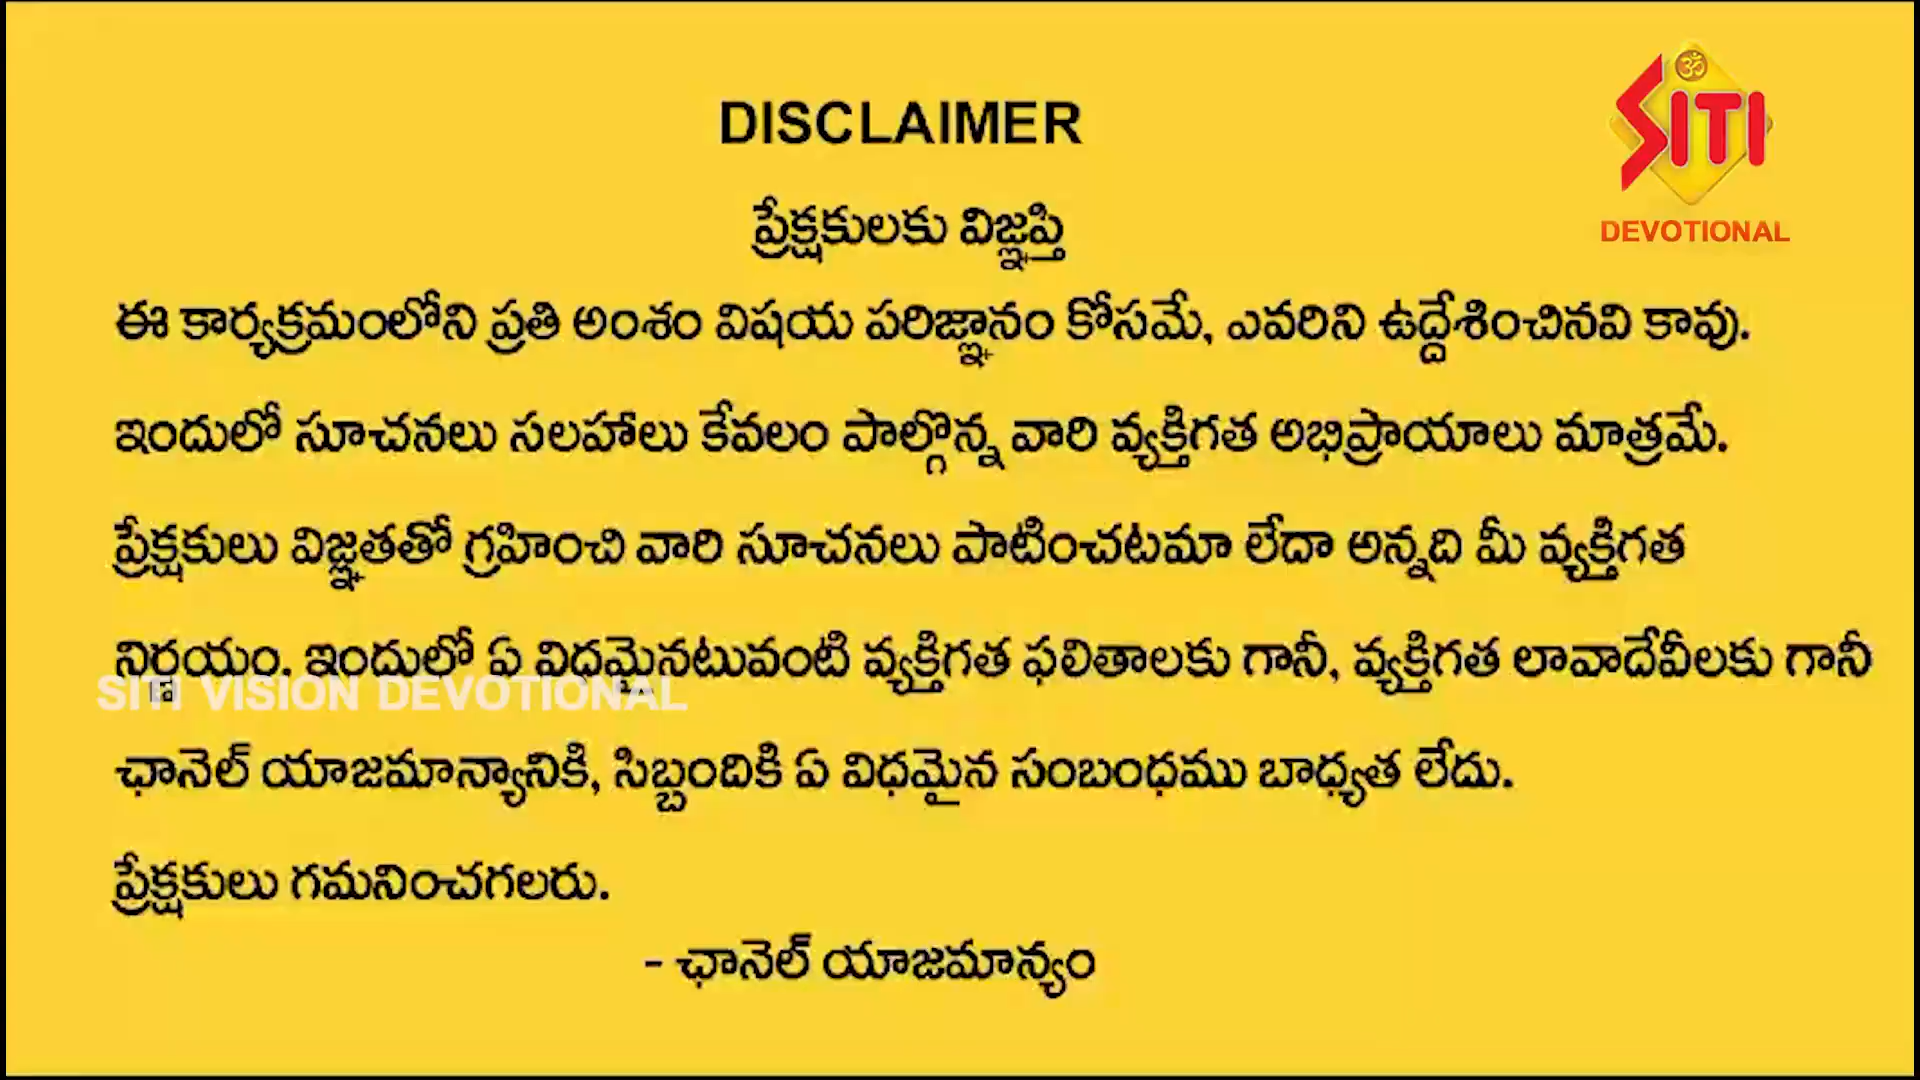 DISCLAIMER
ॐ
SITI
DEVOTIONAL
ప్రేక్షకులకు విజ్ఞప్తి
ఈ కార్యక్రమంలోని ప్రతి అంశం విషయ పరిజ్ఞానం కోసమే, ఎవరిని ఉద్దేశించినవి కావు.
ఇందులో సూచనలు సలహాలు కేవలం పాల్గొన్న వారి వ్యక్తిగత అభిప్రాయాలు మాత్రమే.
ప్రేక్షకులు విజ్ఞతతో గ్రహించి వారి సూచనలు పాటించటమా లేదా అన్నది మీ వ్యక్తిగత
నిర్ణయం. ఇందులో ఏ విధమైనటువంటి వ్యక్తిగత ఫలితాలకు గానీ, వ్యక్తిగత లావాదేవీలకు గానీ
SITI VISION DEVOTIONAL
ఛానెల్ యాజమాన్యానికి, సిబ్బందికి ఏ విధమైన సంబంధము బాధ్యత లేదు.
ప్రేక్షకులు గమనించగలరు.
- ఛానెల్ యాజమాన్యం